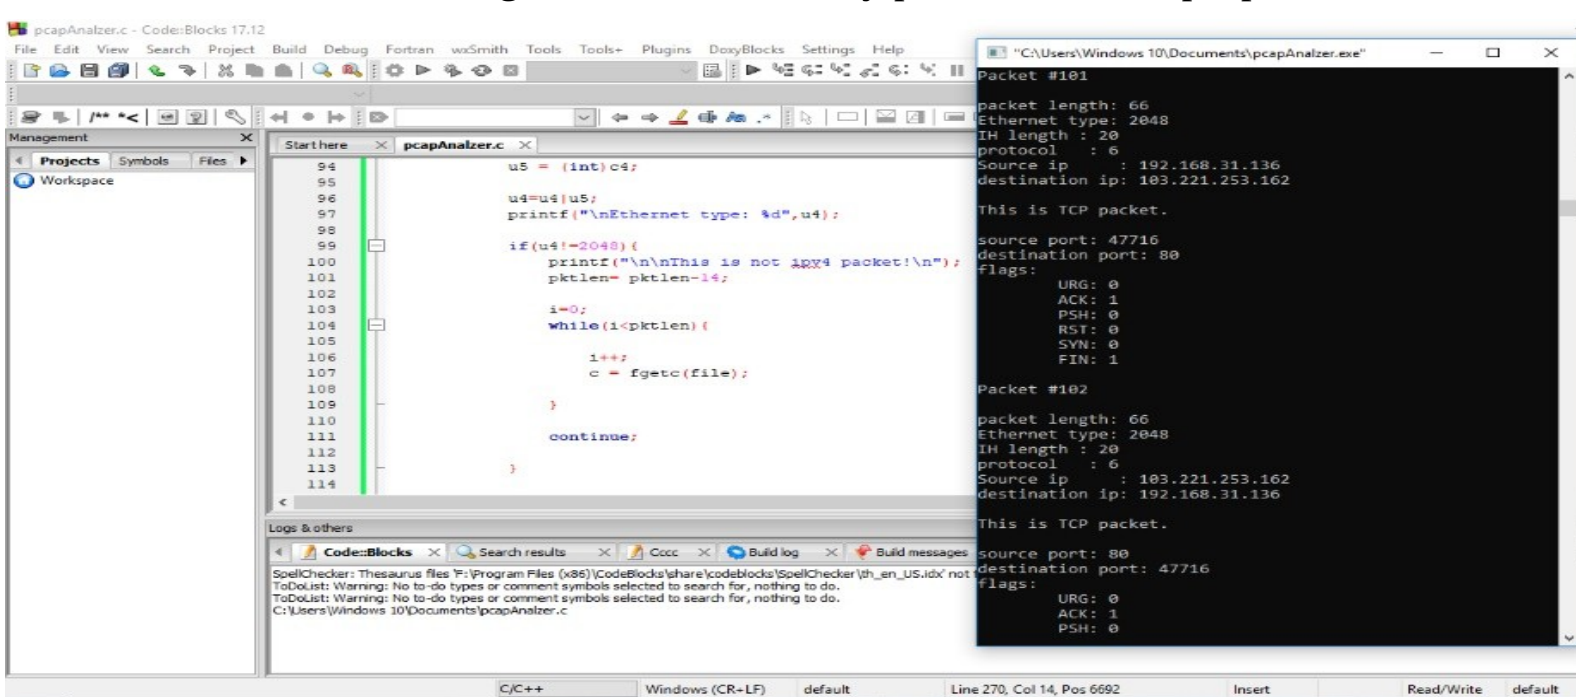 pcapAnalzer.c - Code::Blocks 17.12
File Edit View Search Project Build Debug Fortran wxSmith Tools Tools+ Plugins DoxyBlocks Settings Help
Management
Projects Symbols Files
Workspace
Start here pcapAnalzer.c
94 u5 = (int)c4;
95
96 u4=u4|u5;
97 printf("\nEthernet type: %d",u4);
98
99 if(u4!=2048){
100 printf("\n\nThis is not ipv4 packet!\n");
101 pktlen= pktlen-14;
102
103 i=0;
104 while(i<pktlen){
105
106 i++;
107 c = fgetc(file);
108
109 }
110
111 continue;
112
113 }
114
Logs & others
Code::Blocks Search results Cccc Build log Build messages
SpellChecker: Thesaurus files 'F:\Program Files (x86)\CodeBlocks\share\codeblocks\SpellChecker\th_en_US.idx' not
ToDoList: Warning: No to-do types or comment symbols selected to search for, nothing to do.
ToDoList: Warning: No to-do types or comment symbols selected to search for, nothing to do.
C:\Users\Windows 10\Documents\pcapAnalzer.c
"C:\Users\Windows 10\Documents\pcapAnalzer.exe"
Packet #101
packet length: 66
Ethernet type: 2048
IH length : 20
protocol : 6
Source ip : 192.168.31.136
destination ip: 103.221.253.162
This is TCP packet.
source port: 47716
destination port: 80
flags:
URG: 0
ACK: 1
PSH: 0
RST: 0
SYN: 0
FIN: 1
Packet #102
packet length: 66
Ethernet type: 2048
IH length : 20
protocol : 6
Source ip : 103.221.253.162
destination ip: 192.168.31.136
This is TCP packet.
source port: 80
destination port: 47716
flags:
URG: 0
ACK: 1
PSH: 0
C/C++ Windows (CR+LF) default Line 270, Col 14, Pos 6692 Insert Read/Write default